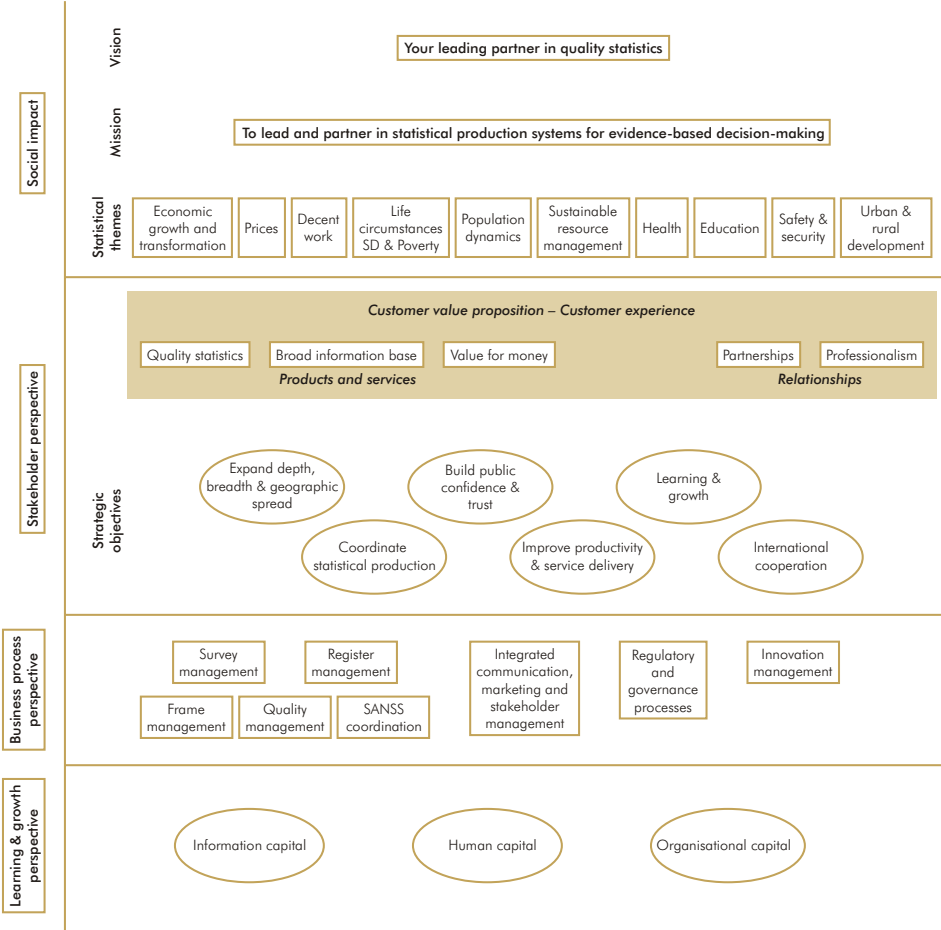 Social impact
Vision
Your leading partner in quality statistics
Mission
To lead and partner in statistical production systems for evidence-based decision-making
Statistical
themes
Economic
growth and
transformation
Prices
Decent
work
Life
circumstances
SD & Poverty
Population
dynamics
Sustainable
resource
management
Health
Education
Safety &
security
Urban &
rural
development
Stakeholder perspective
Customer value proposition – Customer experience
Quality statistics
Broad information base
Value for money
Partnerships
Professionalism
Products and services
Relationships
Strategic
objectives
Expand depth,
breadth & geographic
spread
Build public
confidence &
trust
Learning &
growth
Coordinate
statistical production
Improve productivity
& service delivery
International
cooperation
Business process
perspective
Survey
management
Register
management
Integrated
communication,
marketing and
stakeholder
management
Regulatory
and
governance
processes
Innovation
management
Frame
management
Quality
management
SANSS
coordination
Learning & growth
perspective
Information capital
Human capital
Organisational capital